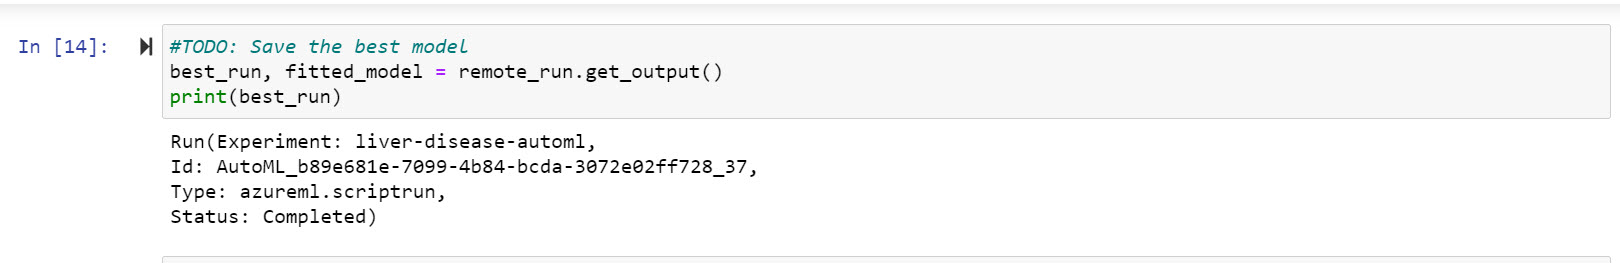 In [14]:
#TODO: Save the best model
best_run, fitted_model = remote_run.get_output()
print(best_run)
Run(Experiment: liver-disease-automl,
Id: AutoML_b89e681e-7099-4b84-bcda-3072e02ff728_37,
Type: azureml.scriptrun,
Status: Completed)